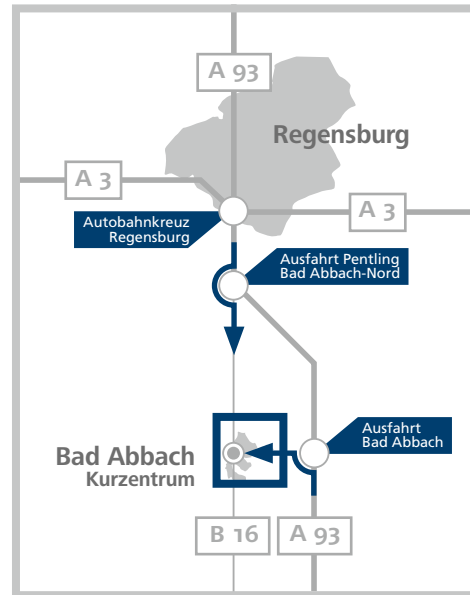 A 93
Regensburg
A 3
A 3
Autobahnkreuz
Regensburg
Ausfahrt Pentling
Bad Abbach-Nord
Ausfahrt
Bad Abbach
Bad Abbach
Kurzentrum
B 16
A 93